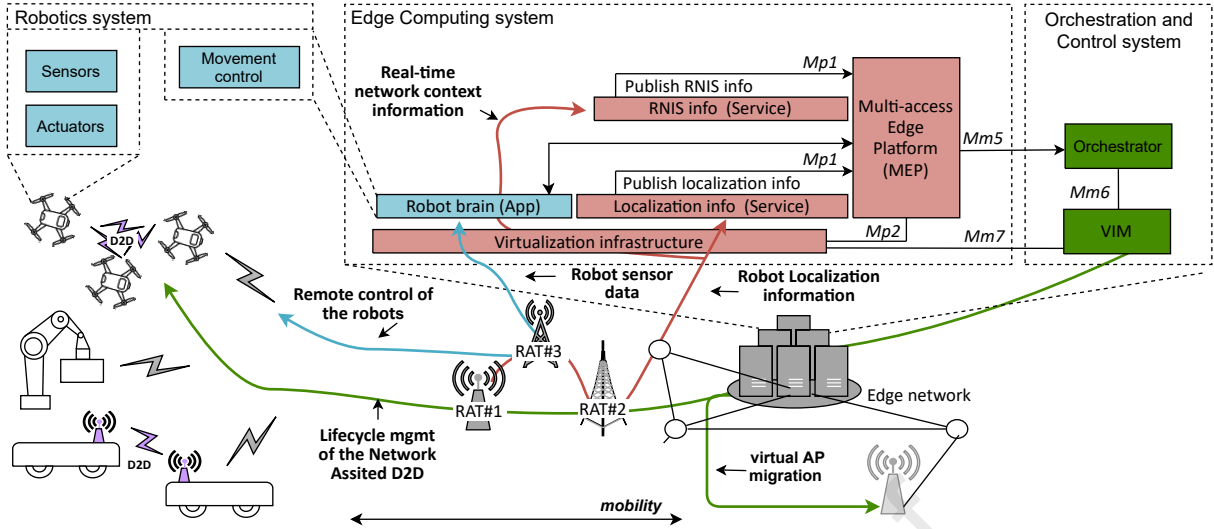 Robotics system
Sensors
Actuators
Movement
control
Edge Computing system
Real-time
network context
information
Mp1
Publish RNIS info
RNIS info (Service)
Multi-access
Edge
Platform
(MEP)
Mp1
Publish localization info
Robot brain (App)
Localization info (Service)
Virtualization infrastructure
Mp2
Mm5
Mm7
Orchestration and
Control system
Orchestrator
Mm6
VIM
D2D
Remote control of
the robots
Robot sensor
data
Robot Localization
information
RAT#3
RAT#1
RAT#2
Edge network
D2D
Lifecycle mgmt
of the Network
Assited D2D
virtual AP
migration
mobility